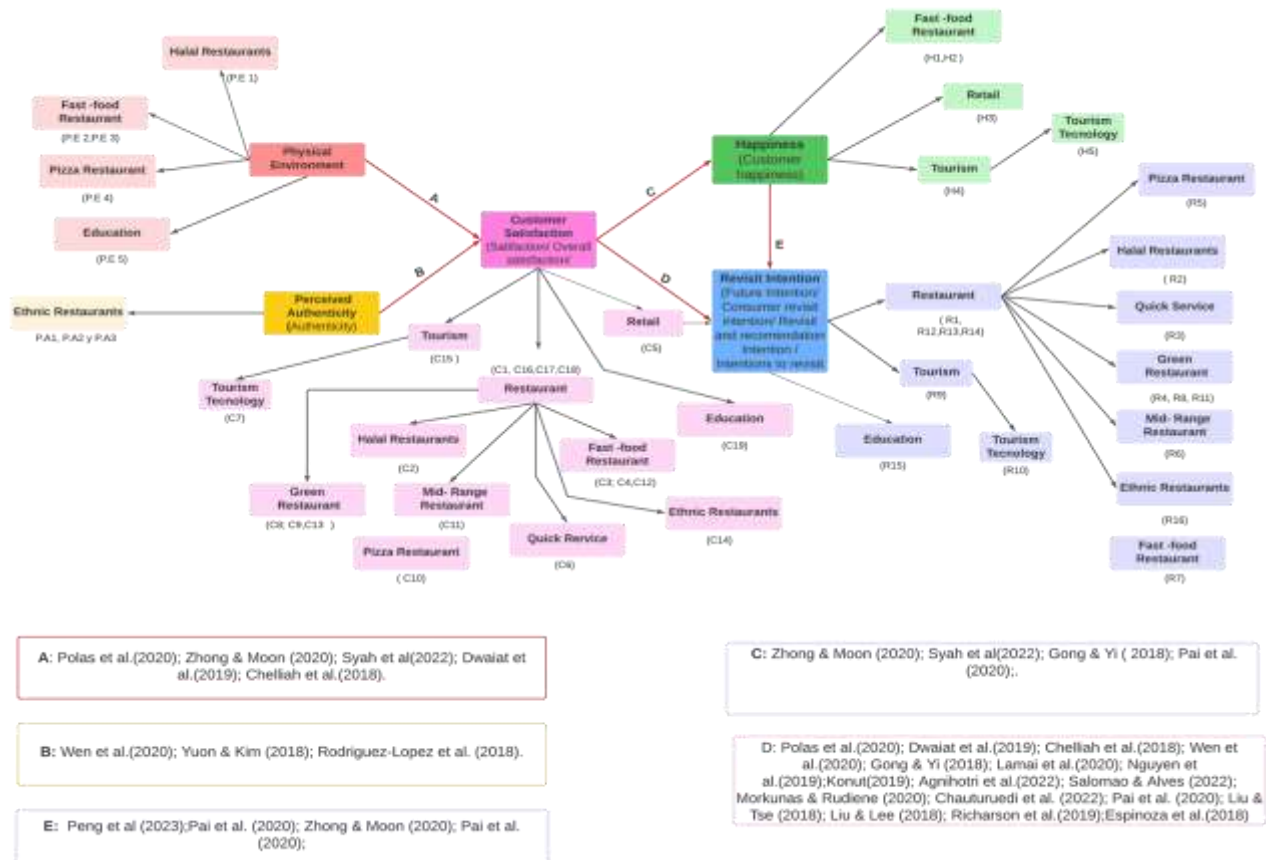 Fast -food
Restaurant
(H1,H2 )
Halal Restaurants
(P.E 1)
Retail
(H3)
Fast -food
Restaurant
(P.E 2,P.E 3)
Tourism
Tecnology
(H5)
Physical
Environment
Happiness
(Customer
happiness)
Pizza Restaurant
(P.E 4)
Tourism
(H4)
Pizza Restaurant
(R5)
A
C
Education
(P.E 5)
Customer
Satisfaction
(Satifaction/ Overall
satisfaction/
E
Halal Restaurants
( R2)
B
D
Revisit Intention
(Future Intention/
Consumer revisit
intention/ Revisit
and recomendation
Intention /
Intentions to revisit
Restaurant
( R1,
R12,R13,R14)
Ethnic Restaurants
P.A1, P.A2 y P.A3
Perceived
Authenticity
(Authenticity)
Quick Service
(R3)
Tourism
(C15 )
Retail
(C5)
Green
Restaurant
(R4, R8, R11)
Tourism
(R9)
Tourism
Tecnology
(C7)
(C1, C16,C17,C18)
Restaurant
Education
(C19)
Mid- Range
Restaurant
(R6)
Halal Restaurants
(C2)
Fast -food
Restaurant
(C3; C4,C12)
Education
(R15)
Tourism
Tecnology
(R10)
Green
Restaurant
(C8; C9,C13 )
Mid- Range
Restaurant
(C11)
Ethnic Restaurants
(C14)
Ethnic Restaurants
(R16)
Pizza Restaurant
( C10)
Quick Rervice
(C6)
Fast -food
Restaurant
(R7)
A: Polas et al.(2020); Zhong & Moon (2020); Syah et al(2022); Dwaiat et
al.(2019); Chelliah et al.(2018).
C: Zhong & Moon (2020); Syah et al(2022); Gong & Yi ( 2018); Pai et al.
(2020);.
B: Wen et al.(2020); Yuon & Kim (2018); Rodriguez-Lopez et al. (2018).
D: Polas et al.(2020); Dwaiat et al.(2019); Chelliah et al.(2018); Wen et
al.(2020); Gong & Yi (2018); Lamai et al.(2020); Nguyen et
al.(2019);Konut(2019); Agnihotri et al.(2022); Salomao & Alves (2022);
Morkunas & Rudiene (2020); Chauturuedi et al. (2022); Pai et al. (2020); Liu &
Tse (2018); Liu & Lee (2018); Richarson et al.(2019);Espinoza et al.(2018)
E: Peng et al (2023);Pai et al. (2020); Zhong & Moon (2020); Pai et al.
(2020);